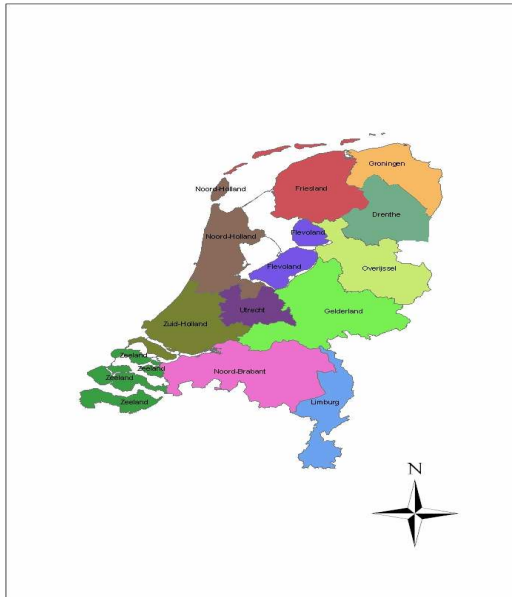 Groningen
Noord-Holland
Friesland
Drenthe
Noord-Holland
Flevoland
Flevoland
Overijssel
Utrecht
Gelderland
Zuid-Holland
Zeeland
Zeeland
Noord-Brabant
Zeeland
Zeeland
Limburg
N